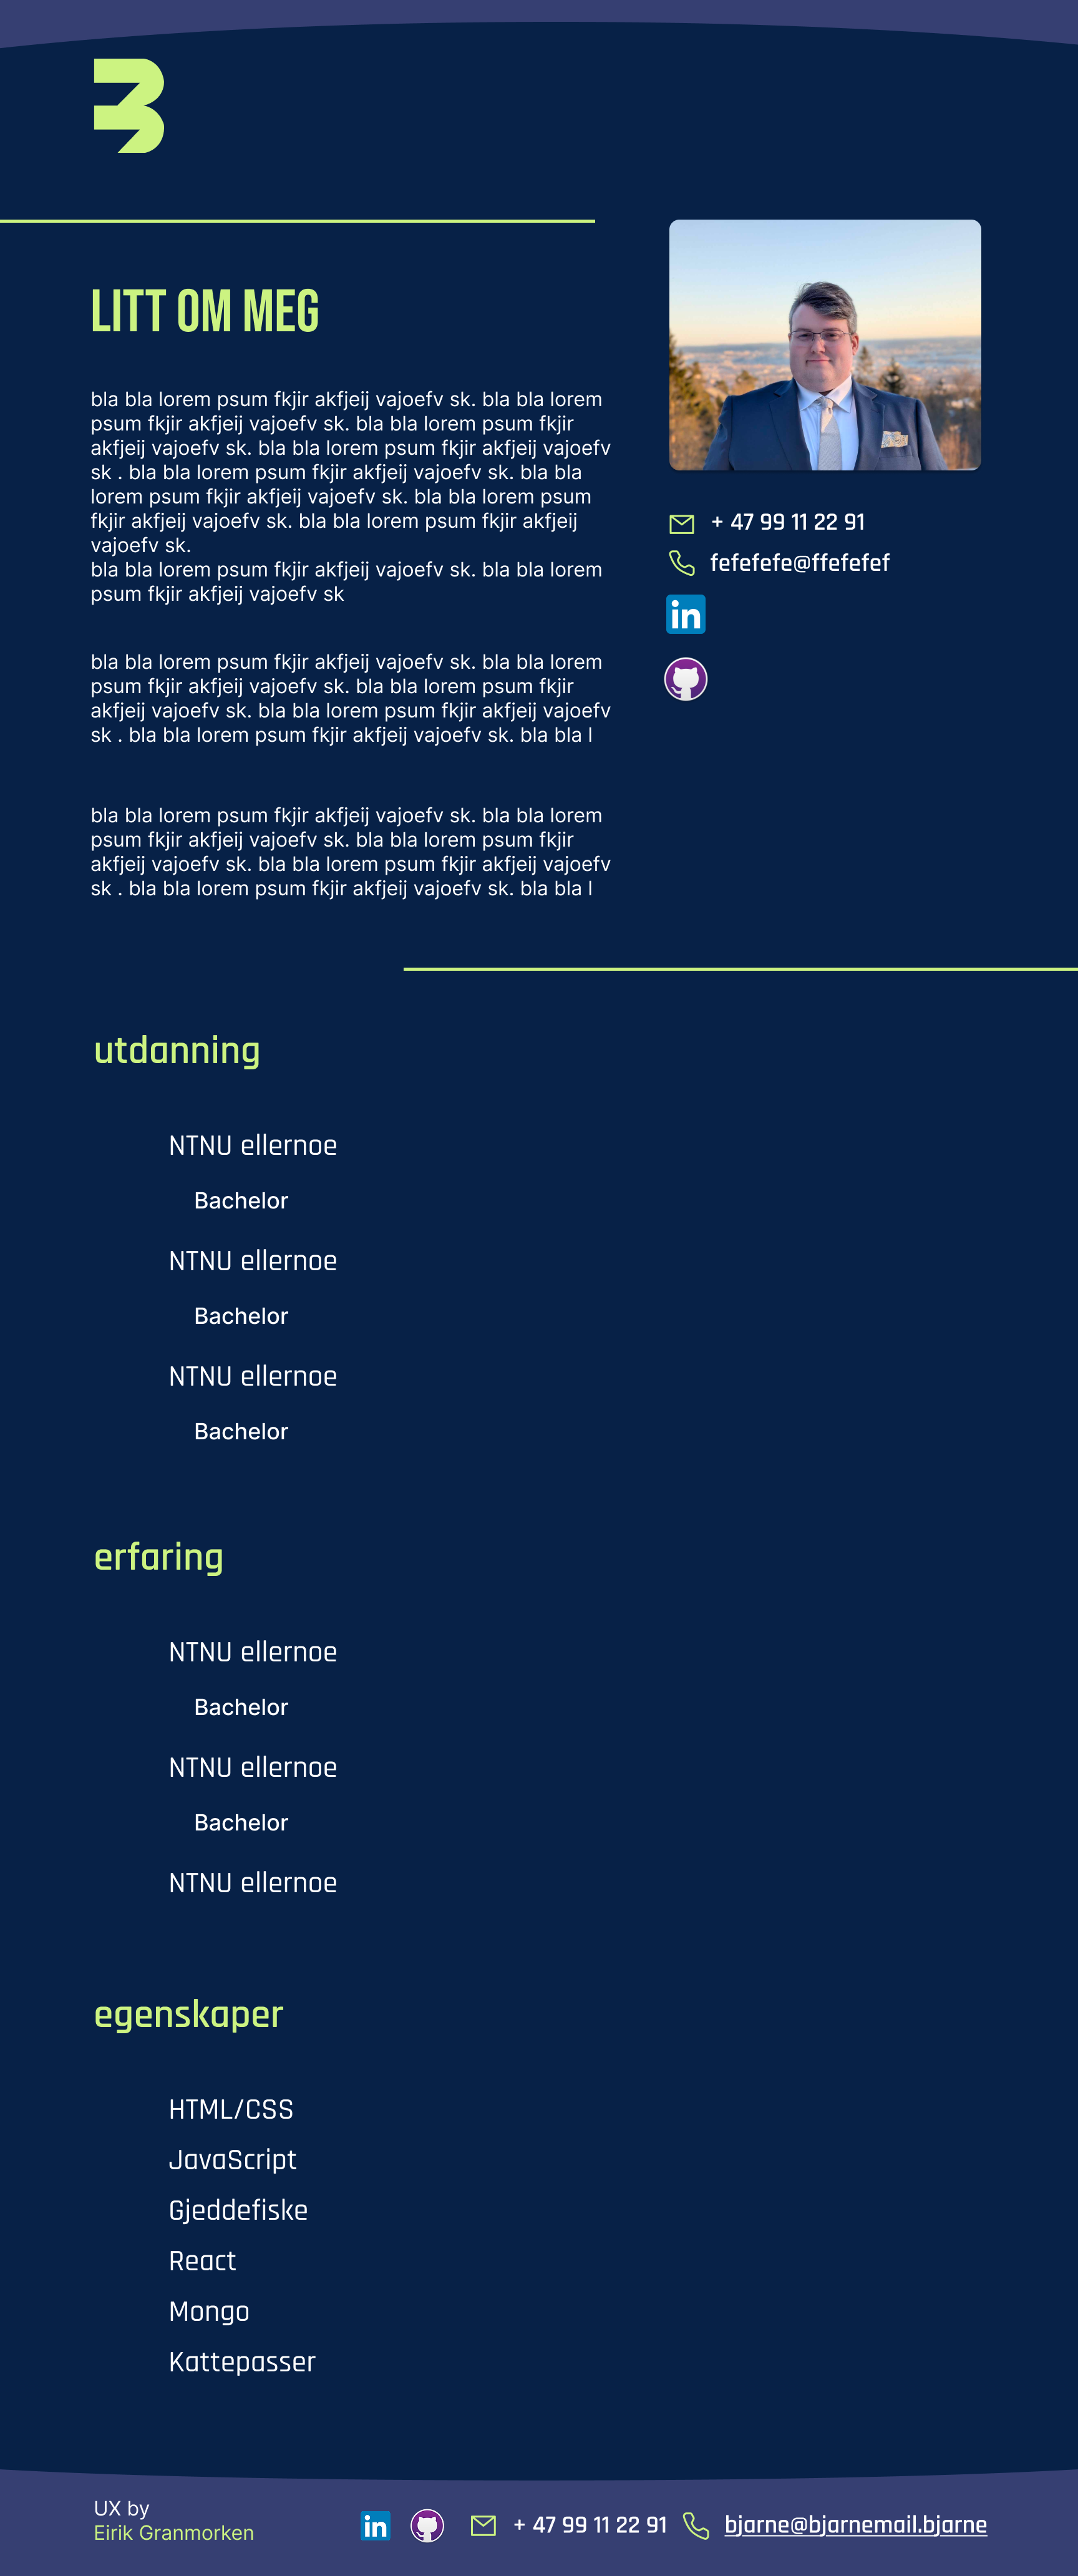 LITT OM MEG
bla bla lorem psum fkjir akfjeij vajoefv sk. bla bla lorem
psum fkjir akfjeij vajoefv sk. bla bla lorem psum fkjir
akfjeij vajoefv sk. bla bla lorem psum fkjir akfjeij vajoefv
sk . bla bla lorem psum fkjir akfjeij vajoefv sk. bla bla
lorem psum fkjir akfjeij vajoefv sk. bla bla lorem psum
fkjir akfjeij vajoefv sk. bla bla lorem psum fkjir akfjeij
vajoefv sk.
bla bla lorem psum fkjir akfjeij vajoefv sk. bla bla lorem
psum fkjir akfjeij vajoefv sk
bla bla lorem psum fkjir akfjeij vajoefv sk. bla bla lorem
psum fkjir akfjeij vajoefv sk. bla bla lorem psum fkjir
akfjeij vajoefv sk. bla bla lorem psum fkjir akfjeij vajoefv
sk . bla bla lorem psum fkjir akfjeij vajoefv sk. bla bla l
bla bla lorem psum fkjir akfjeij vajoefv sk. bla bla lorem
psum fkjir akfjeij vajoefv sk. bla bla lorem psum fkjir
akfjeij vajoefv sk. bla bla lorem psum fkjir akfjeij vajoefv
sk . bla bla lorem psum fkjir akfjeij vajoefv sk. bla bla l
+ 47 99 11 22 91
fefefefe@ffefefef
in
utdanning
NTNU ellernoe
Bachelor
NTNU ellernoe
Bachelor
NTNU ellernoe
Bachelor
erfaring
NTNU ellernoe
Bachelor
NTNU ellernoe
Bachelor
NTNU ellernoe
egenskaper
HTML/CSS
JavaScript
Gjeddefiske
React
Mongo
Kattepasser
UX by
Eirik Granmorken
in
+ 47 99 11 22 91
bjarne@bjarnemail.bjarne